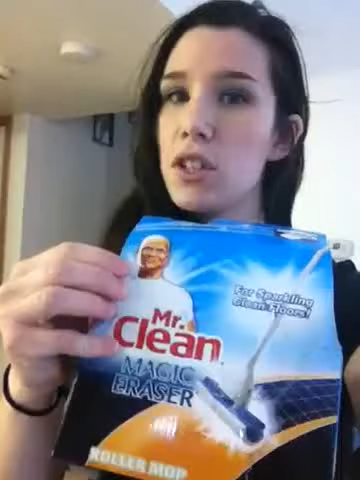 For Sparkling
Clean Floors!
Mr.
Clean
MAGIC
ERASER
ROLLER MOP